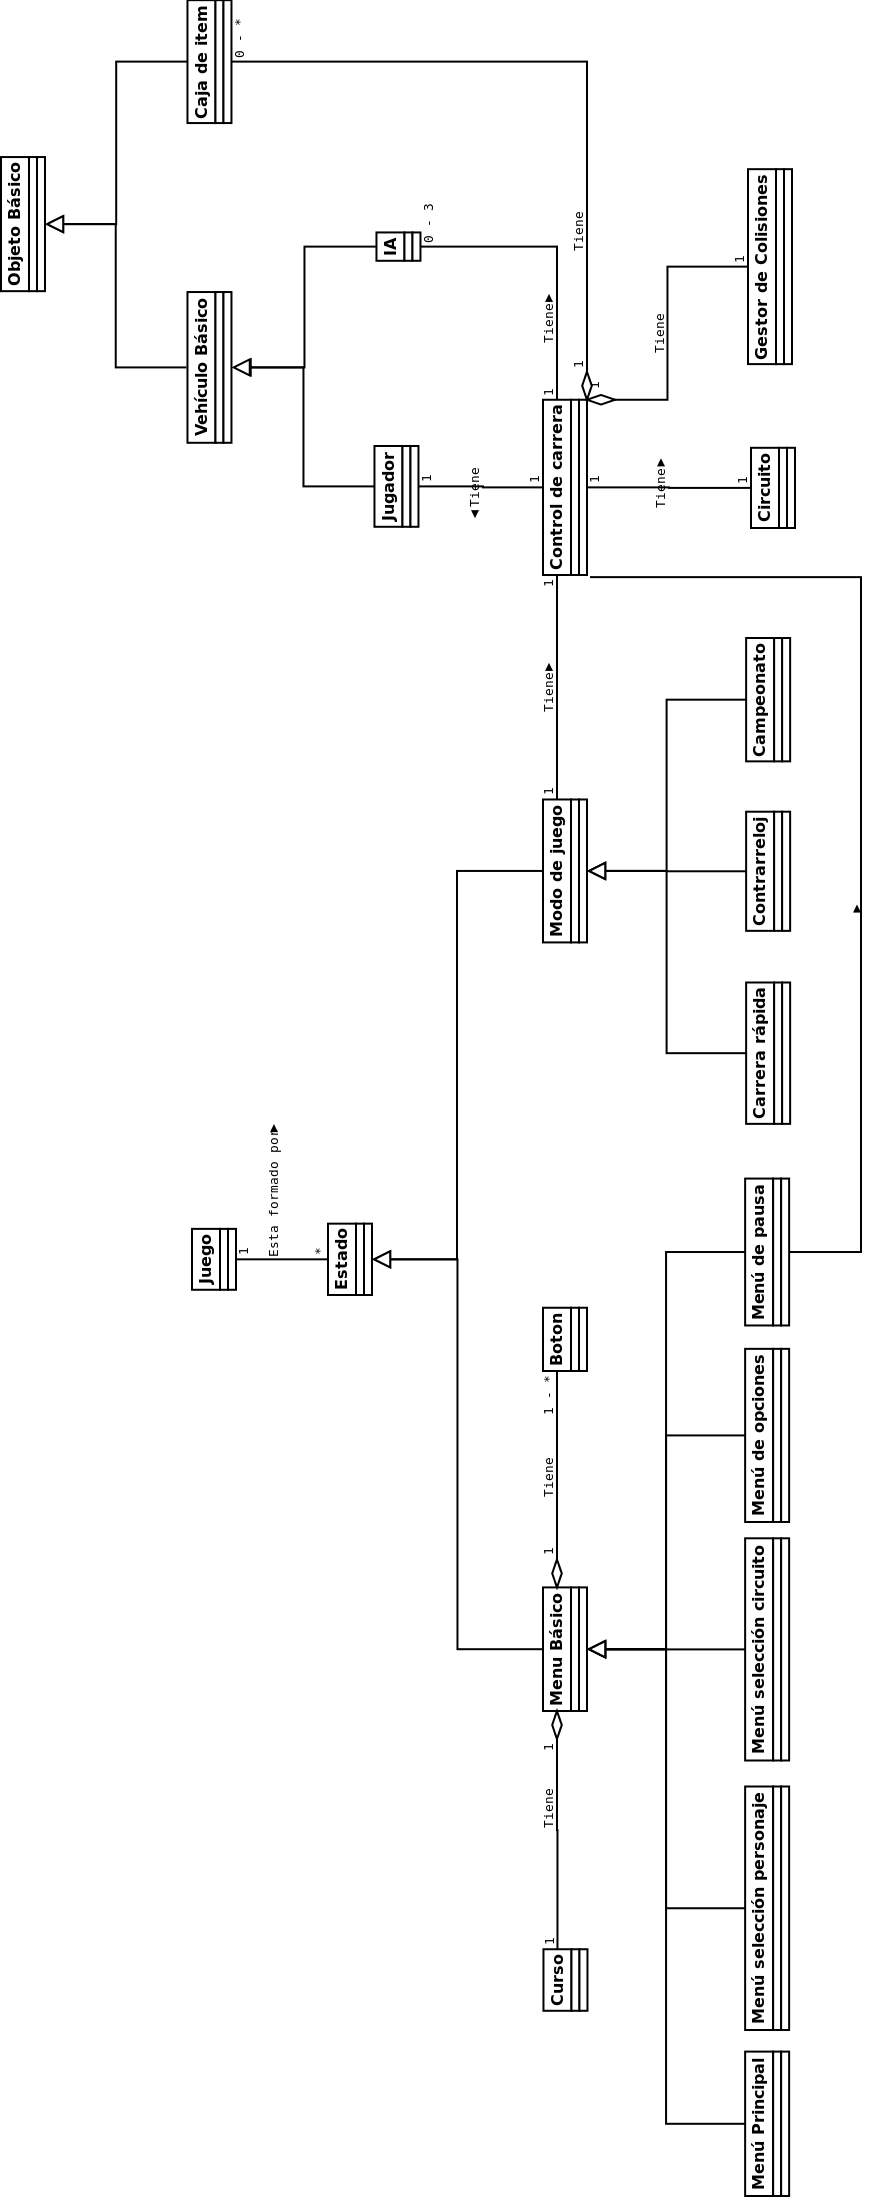 Juego
1
Esta formado por▶
*
Estado
Objeto Básico
Vehículo Básico
Caja de item
0 - *
Jugador
1
IA
0 - 3
◀Tiene
Tiene▶
Tiene
Curso
1
Tiene
1
Menu Básico
1
Tiene
1 - *
Boton
Modo de juego
1
Tiene▶
1
Control de carrera
1
1
1
1
1
Tiene▶
Tiene
1
1
Menú Principal
Menú selección personaje
Menú selección circuito
Menú de opciones
Menú de pausa
Carrera rápida
Contrarreloj
Campeonato
Circuito
Gestor de Colisiones
▶